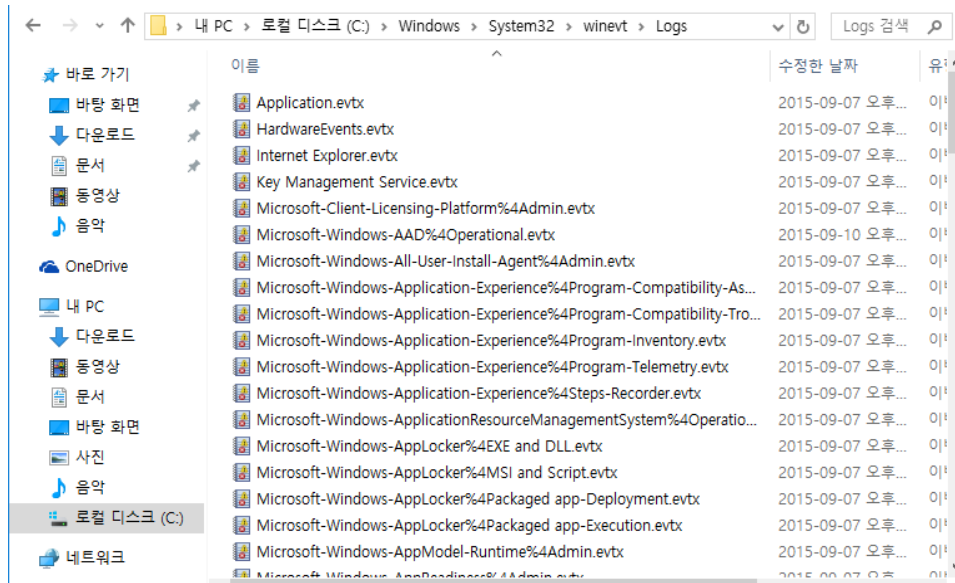 내 PC > 로컬 디스크 (C:) > Windows > System32 > winevt > Logs
Logs 검색
이름
수정한 날짜
바로 가기
바탕 화면
다운로드
문서
동영상
음악
OneDrive
내 PC
다운로드
동영상
문서
바탕 화면
사진
음악
로컬 디스크 (C:)
네트워크
Application.evtx 2015-09-07 오후...
HardwareEvents.evtx 2015-09-07 오후...
Internet Explorer.evtx 2015-09-07 오후...
Key Management Service.evtx 2015-09-07 오후...
Microsoft-Client-Licensing-Platform%4Admin.evtx 2015-09-07 오후...
Microsoft-Windows-AAD%4Operational.evtx 2015-09-10 오후...
Microsoft-Windows-All-User-Install-Agent%4Admin.evtx 2015-09-07 오후...
Microsoft-Windows-Application-Experience%4Program-Compatibility-As... 2015-09-07 오후...
Microsoft-Windows-Application-Experience%4Program-Compatibility-Tro... 2015-09-07 오후...
Microsoft-Windows-Application-Experience%4Program-Inventory.evtx 2015-09-07 오후...
Microsoft-Windows-Application-Experience%4Program-Telemetry.evtx 2015-09-07 오후...
Microsoft-Windows-Application-Experience%4Steps-Recorder.evtx 2015-09-07 오후...
Microsoft-Windows-ApplicationResourceManagementSystem%4Operatio... 2015-09-07 오후...
Microsoft-Windows-AppLocker%4EXE and DLL.evtx 2015-09-07 오후...
Microsoft-Windows-AppLocker%4MSI and Script.evtx 2015-09-07 오후...
Microsoft-Windows-AppLocker%4Packaged app-Deployment.evtx 2015-09-07 오후...
Microsoft-Windows-AppLocker%4Packaged app-Execution.evtx 2015-09-07 오후...
Microsoft-Windows-AppModel-Runtime%4Admin.evtx 2015-09-07 오후...
Microsoft-Windows-AppReadiness%4Admin.evtx 2015-09-07 오후...